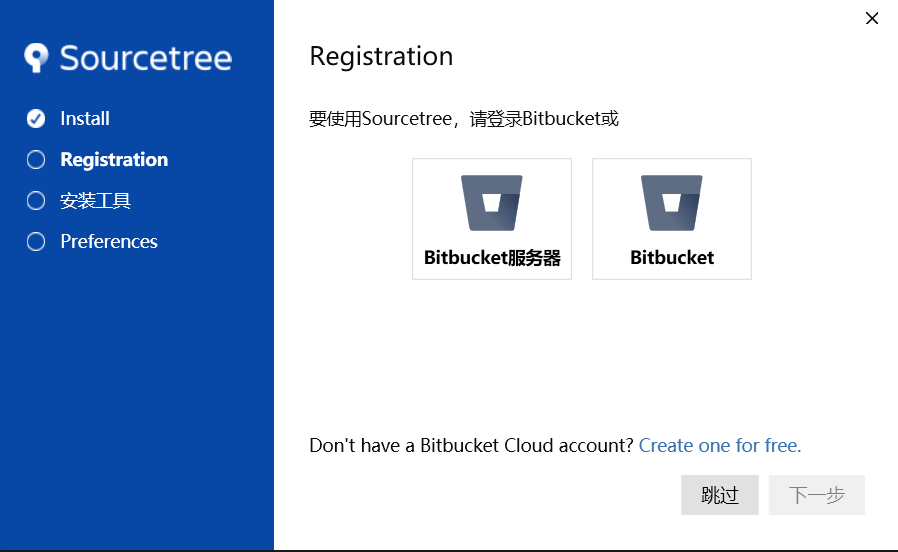 Sourcetree
Install
Registration
安装工具
Preferences
Registration
要使用Sourcetree，请登录Bitbucket或
Bitbucket服务器
Bitbucket
Don't have a Bitbucket Cloud account? Create one for free.
跳过
下一步